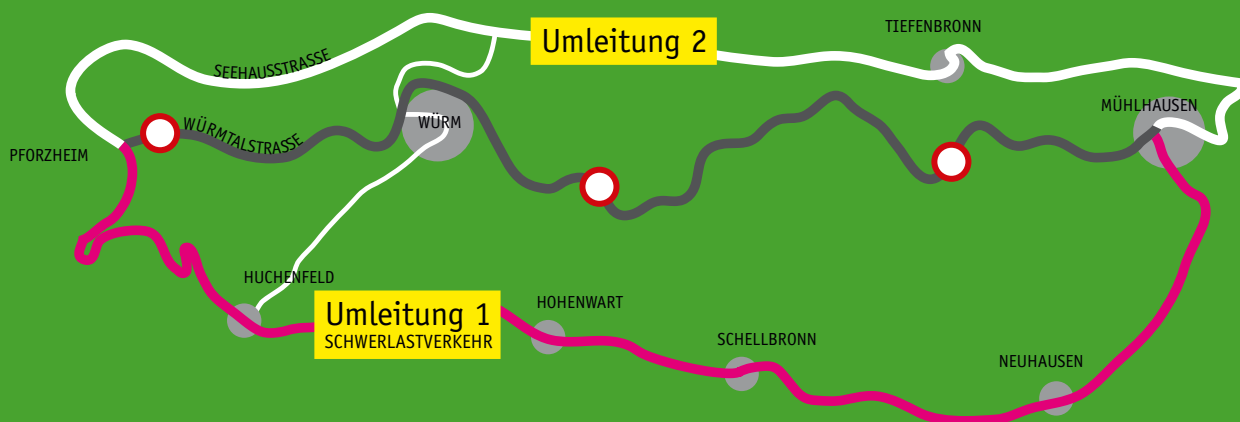 TIEFENBRONN
Umleitung 2
SEEHAUSSTRASSE
MÜHLHAUSEN
WÜRMTALSTRASSE
WÜRM
PFORZHEIM
HUCHENFELD
HOHENWART
Umleitung 1
SCHWERLASTVERKEHR
SCHELLBRONN
NEUHAUSEN